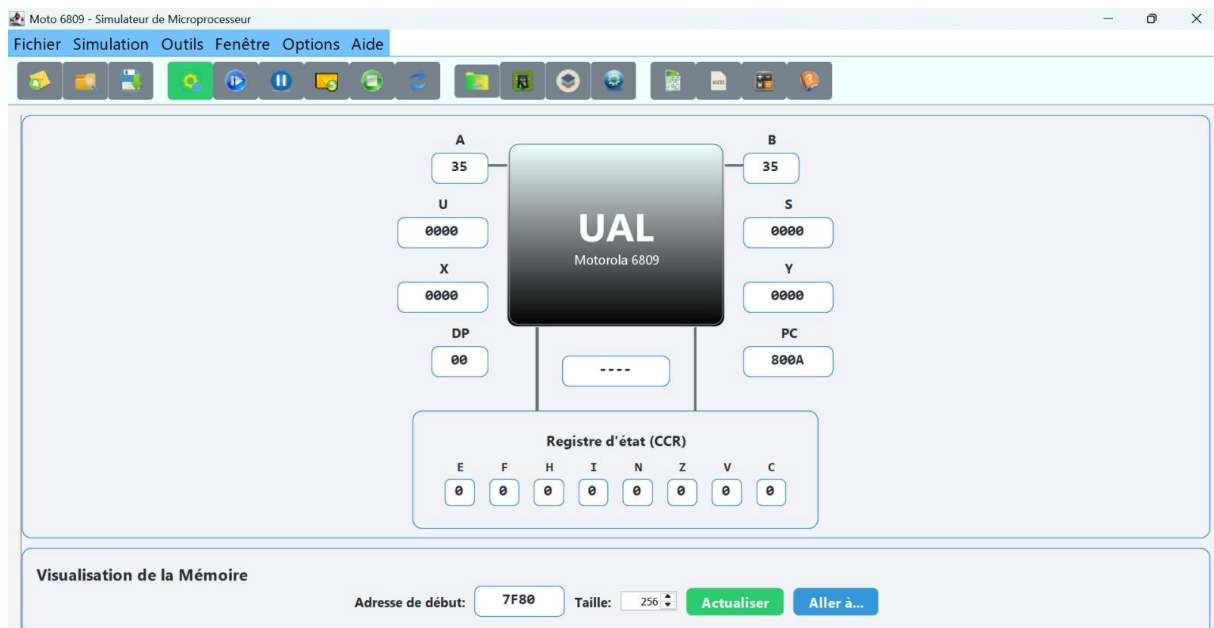 Moto 6809 - Simulateur de Microprocesseur
Fichier Simulation Outils Fenêtre Options Aide
A B
35 35
U S
0000 UAL 0000
Motorola 6809
X Y
0000 0000
DP PC
00 ---- 800A
Registre d'état (CCR)
E F H I N Z V C
0 0 0 0 0 0 0 0
Visualisation de la Mémoire
Adresse de début: 7F80 Taille: 256 Actualiser Aller à...